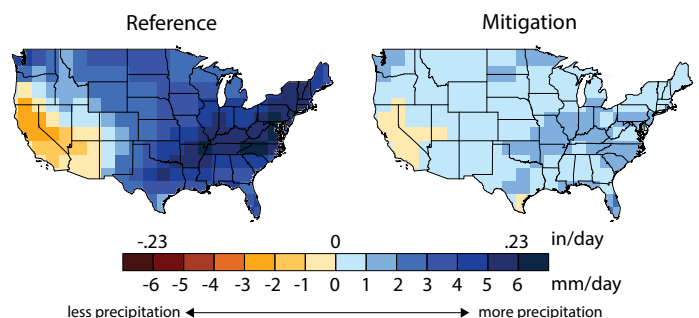 Reference Mitigation
-.23 0 .23 in/day
-6 -5 -4 -3 -2 -1 0 1 2 3 4 5 6 mm/day
less precipitation more precipitation